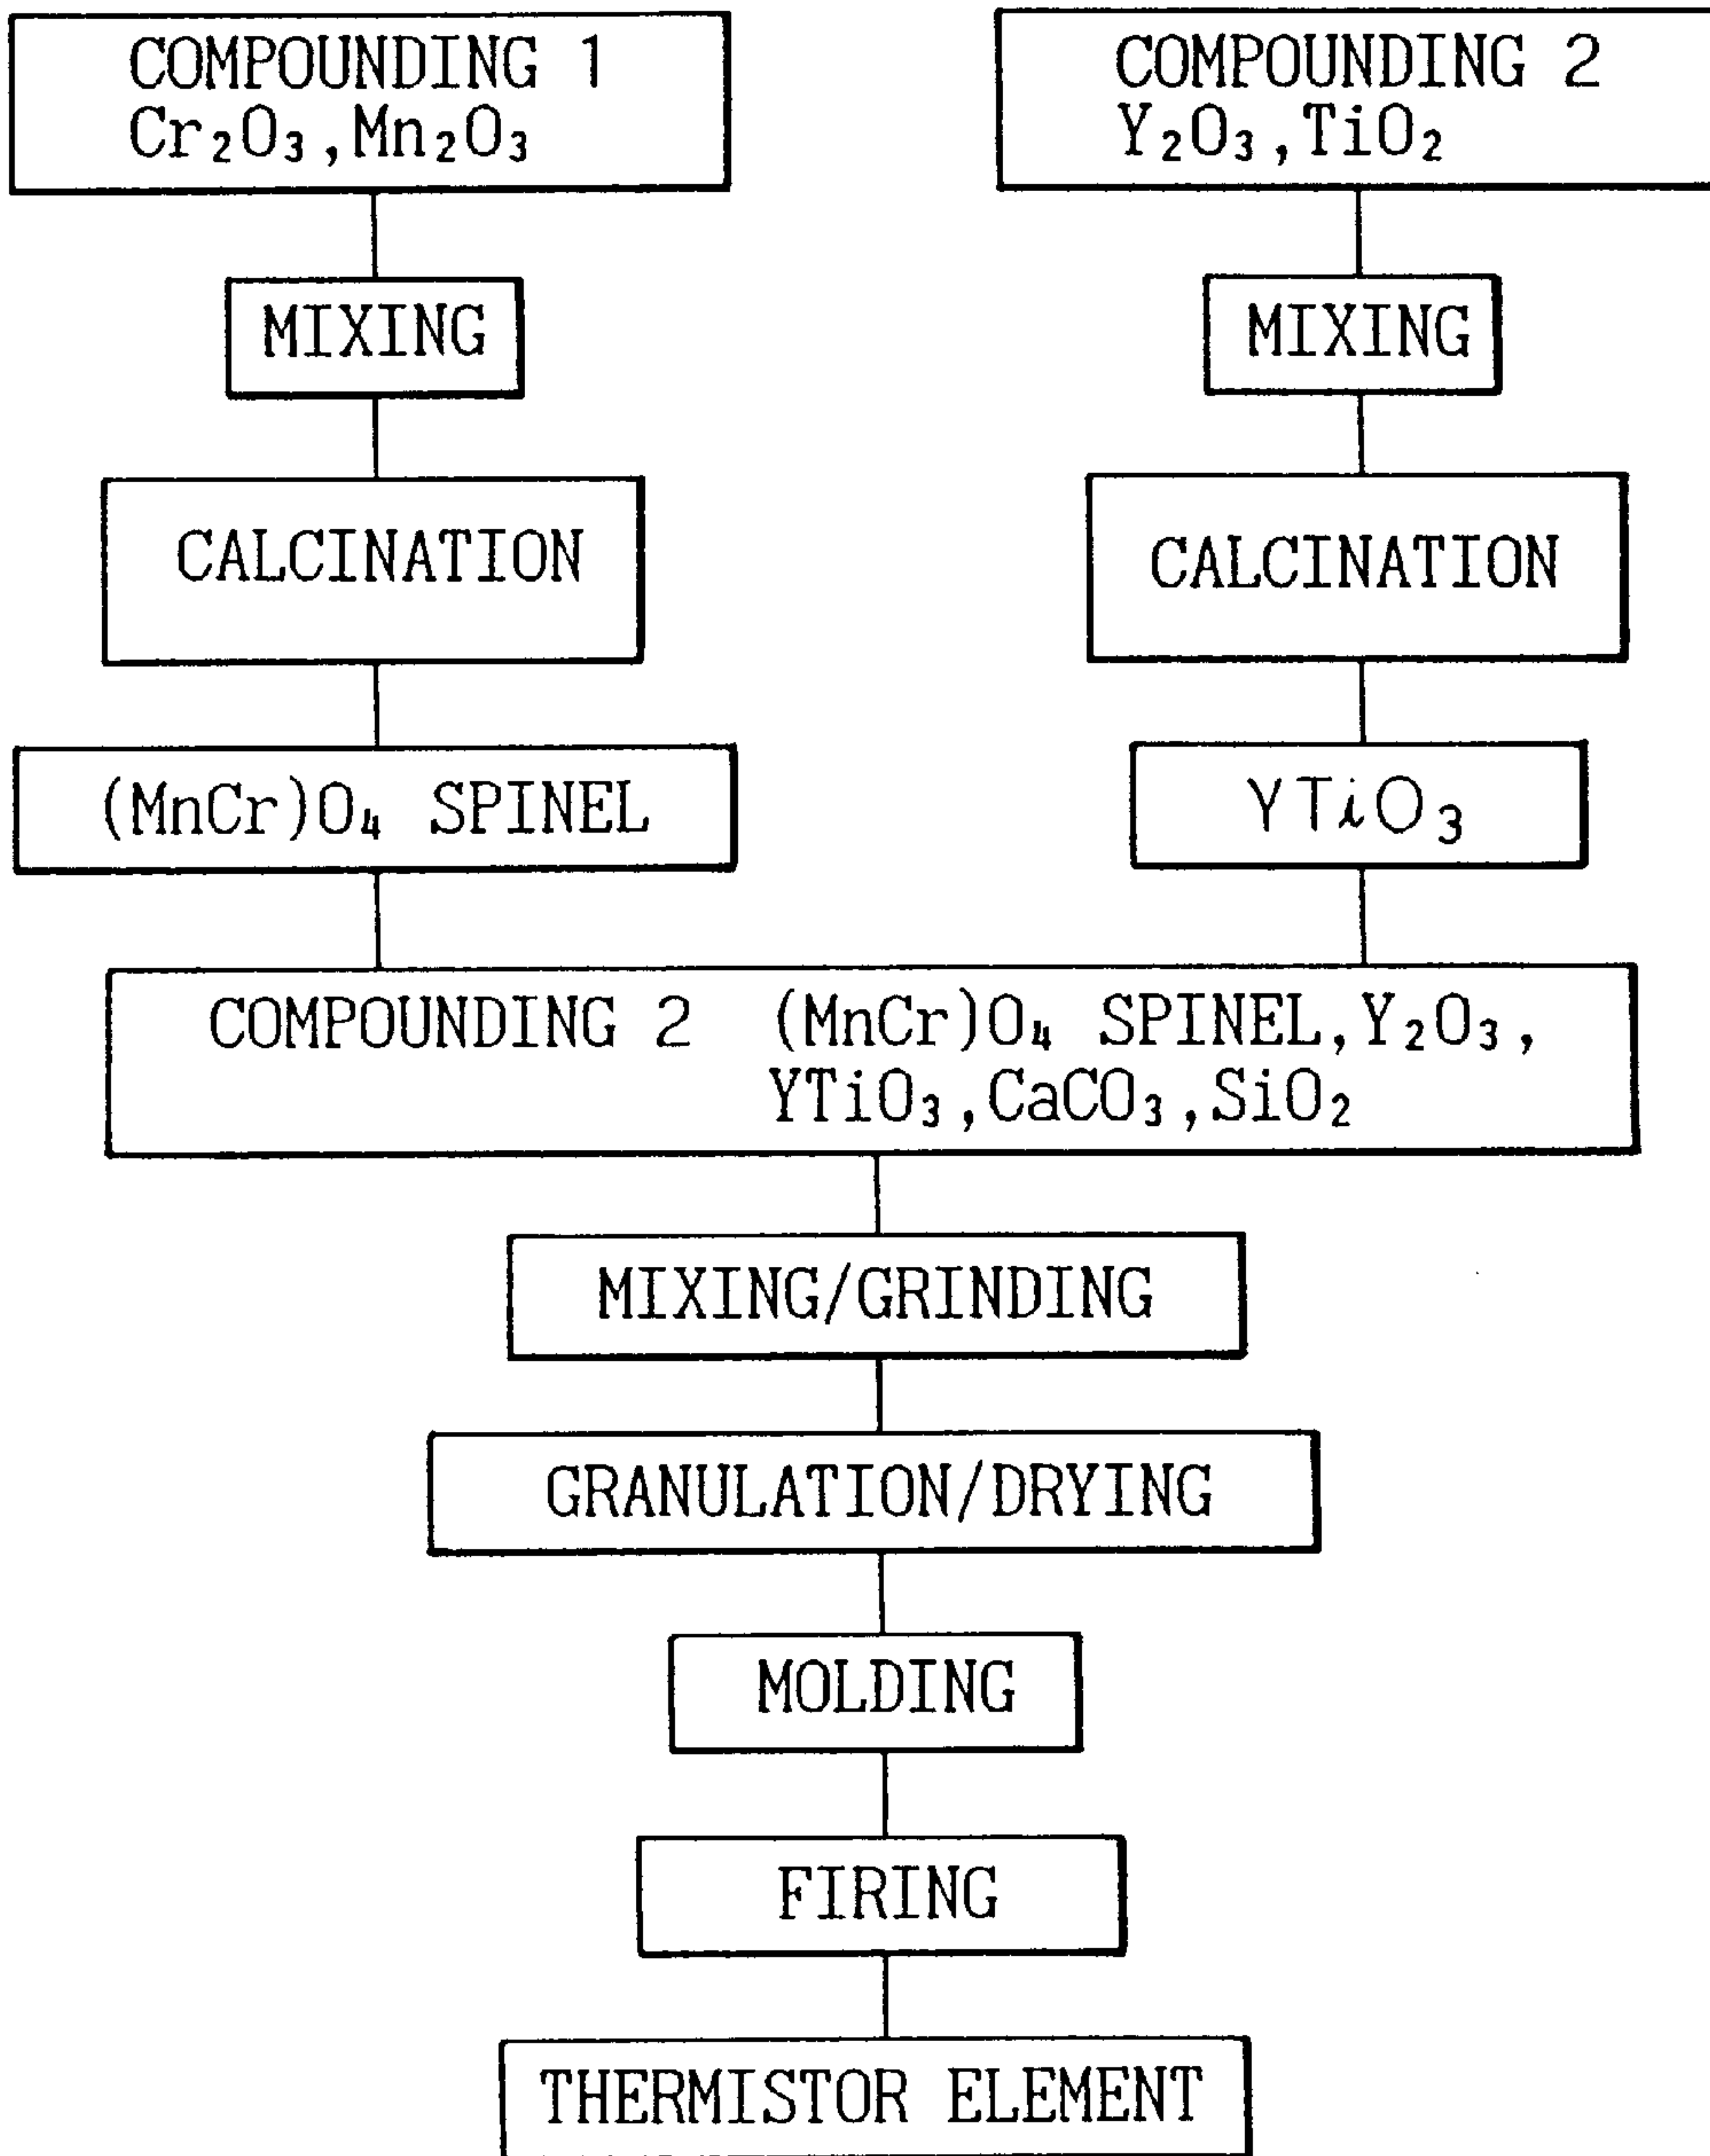 COMPOUNDING 1
Cr₂O₃,Mn₂O₃
MIXING
CALCINATION
(MnCr)O₄ SPINEL
COMPOUNDING 2
Y₂O₃,TiO₂
MIXING
CALCINATION
YTiO₃
COMPOUNDING 2 (MnCr)O₄ SPINEL,Y₂O₃,
YTiO₃,CaCO₃,SiO₂
MIXING/GRINDING
GRANULATION/DRYING
MOLDING
FIRING
THERMISTOR ELEMENT